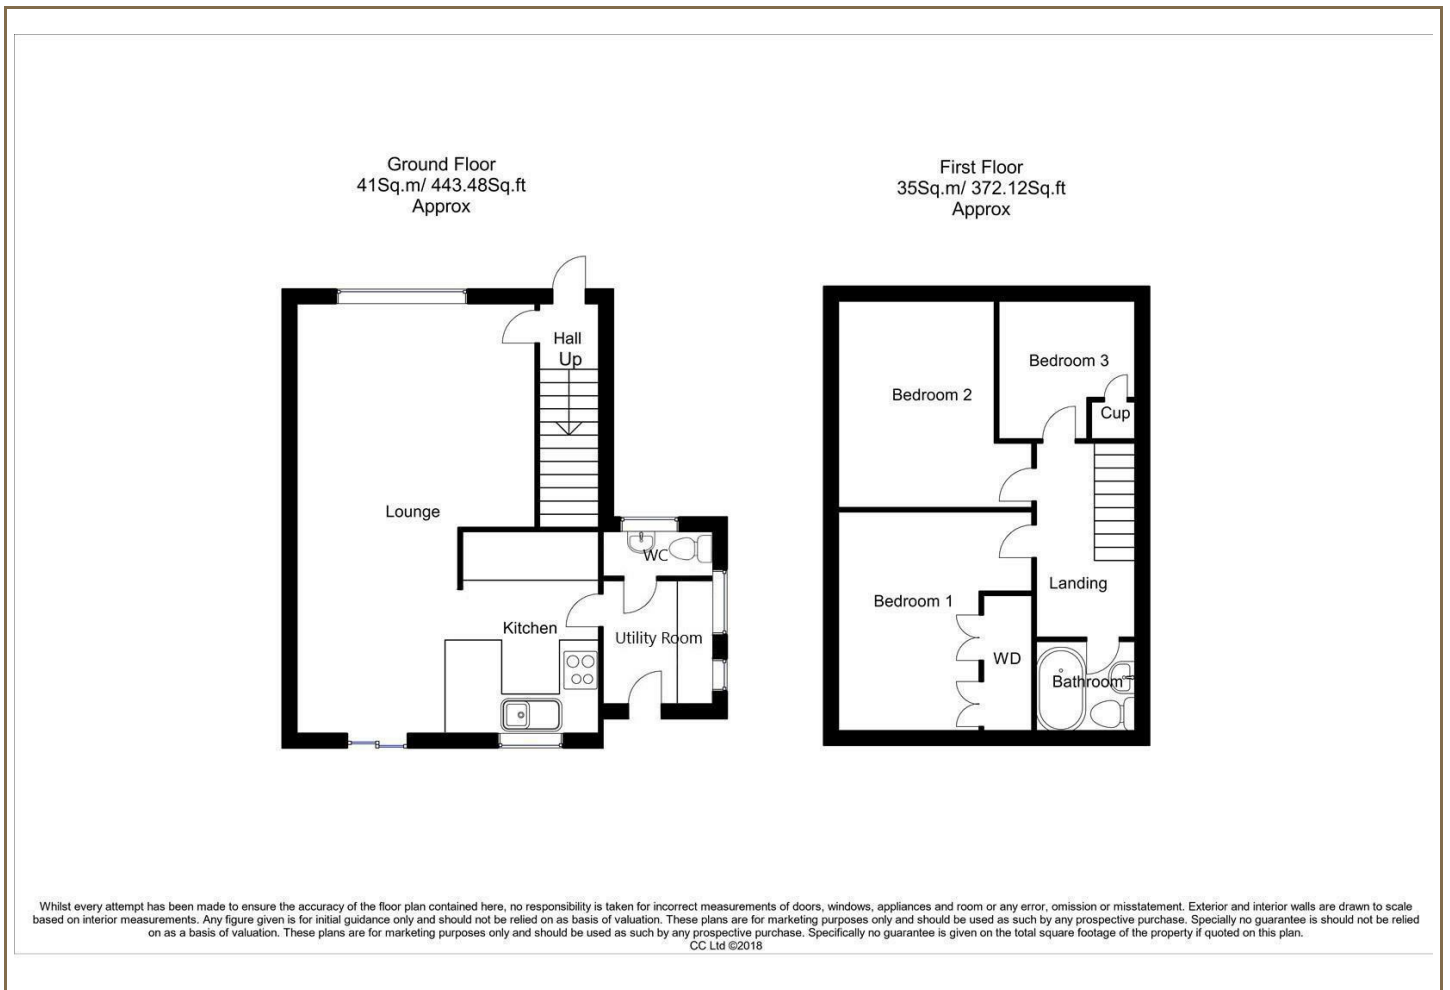 Ground Floor
41Sq.m/ 443.48Sq.ft
Approx
First Floor
35Sq.m/ 372.12Sq.ft
Approx
Hall
Up
Lounge
WC
Kitchen
Utility Room
Bedroom 3
Bedroom 2
Cup
Landing
Bedroom 1
WD
Bathroom
Whilst every attempt has been made to ensure the accuracy of the floor plan contained here, no responsibility is taken for incorrect measurements of doors, windows, appliances and room or any error, omission or misstatement. Exterior and interior walls are drawn to scale
based on interior measurements. Any figure given is for initial guidance only and should not be relied on as basis of valuation. These plans are for marketing purposes only and should be used as such by any prospective purchase. Specially no guarantee is should not be relied
on as a basis of valuation. These plans are for marketing purposes only and should be used as such by any prospective purchase. Specifically no guarantee is given on the total square footage of the property if quoted on this plan.
CC Ltd ©2018